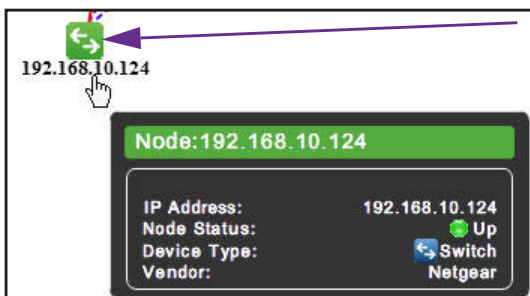 192.168.10.124
Node:192.168.10.124
IP Address: 192.168.10.124
Node Status: Up
Device Type: Switch
Vendor: Netgear